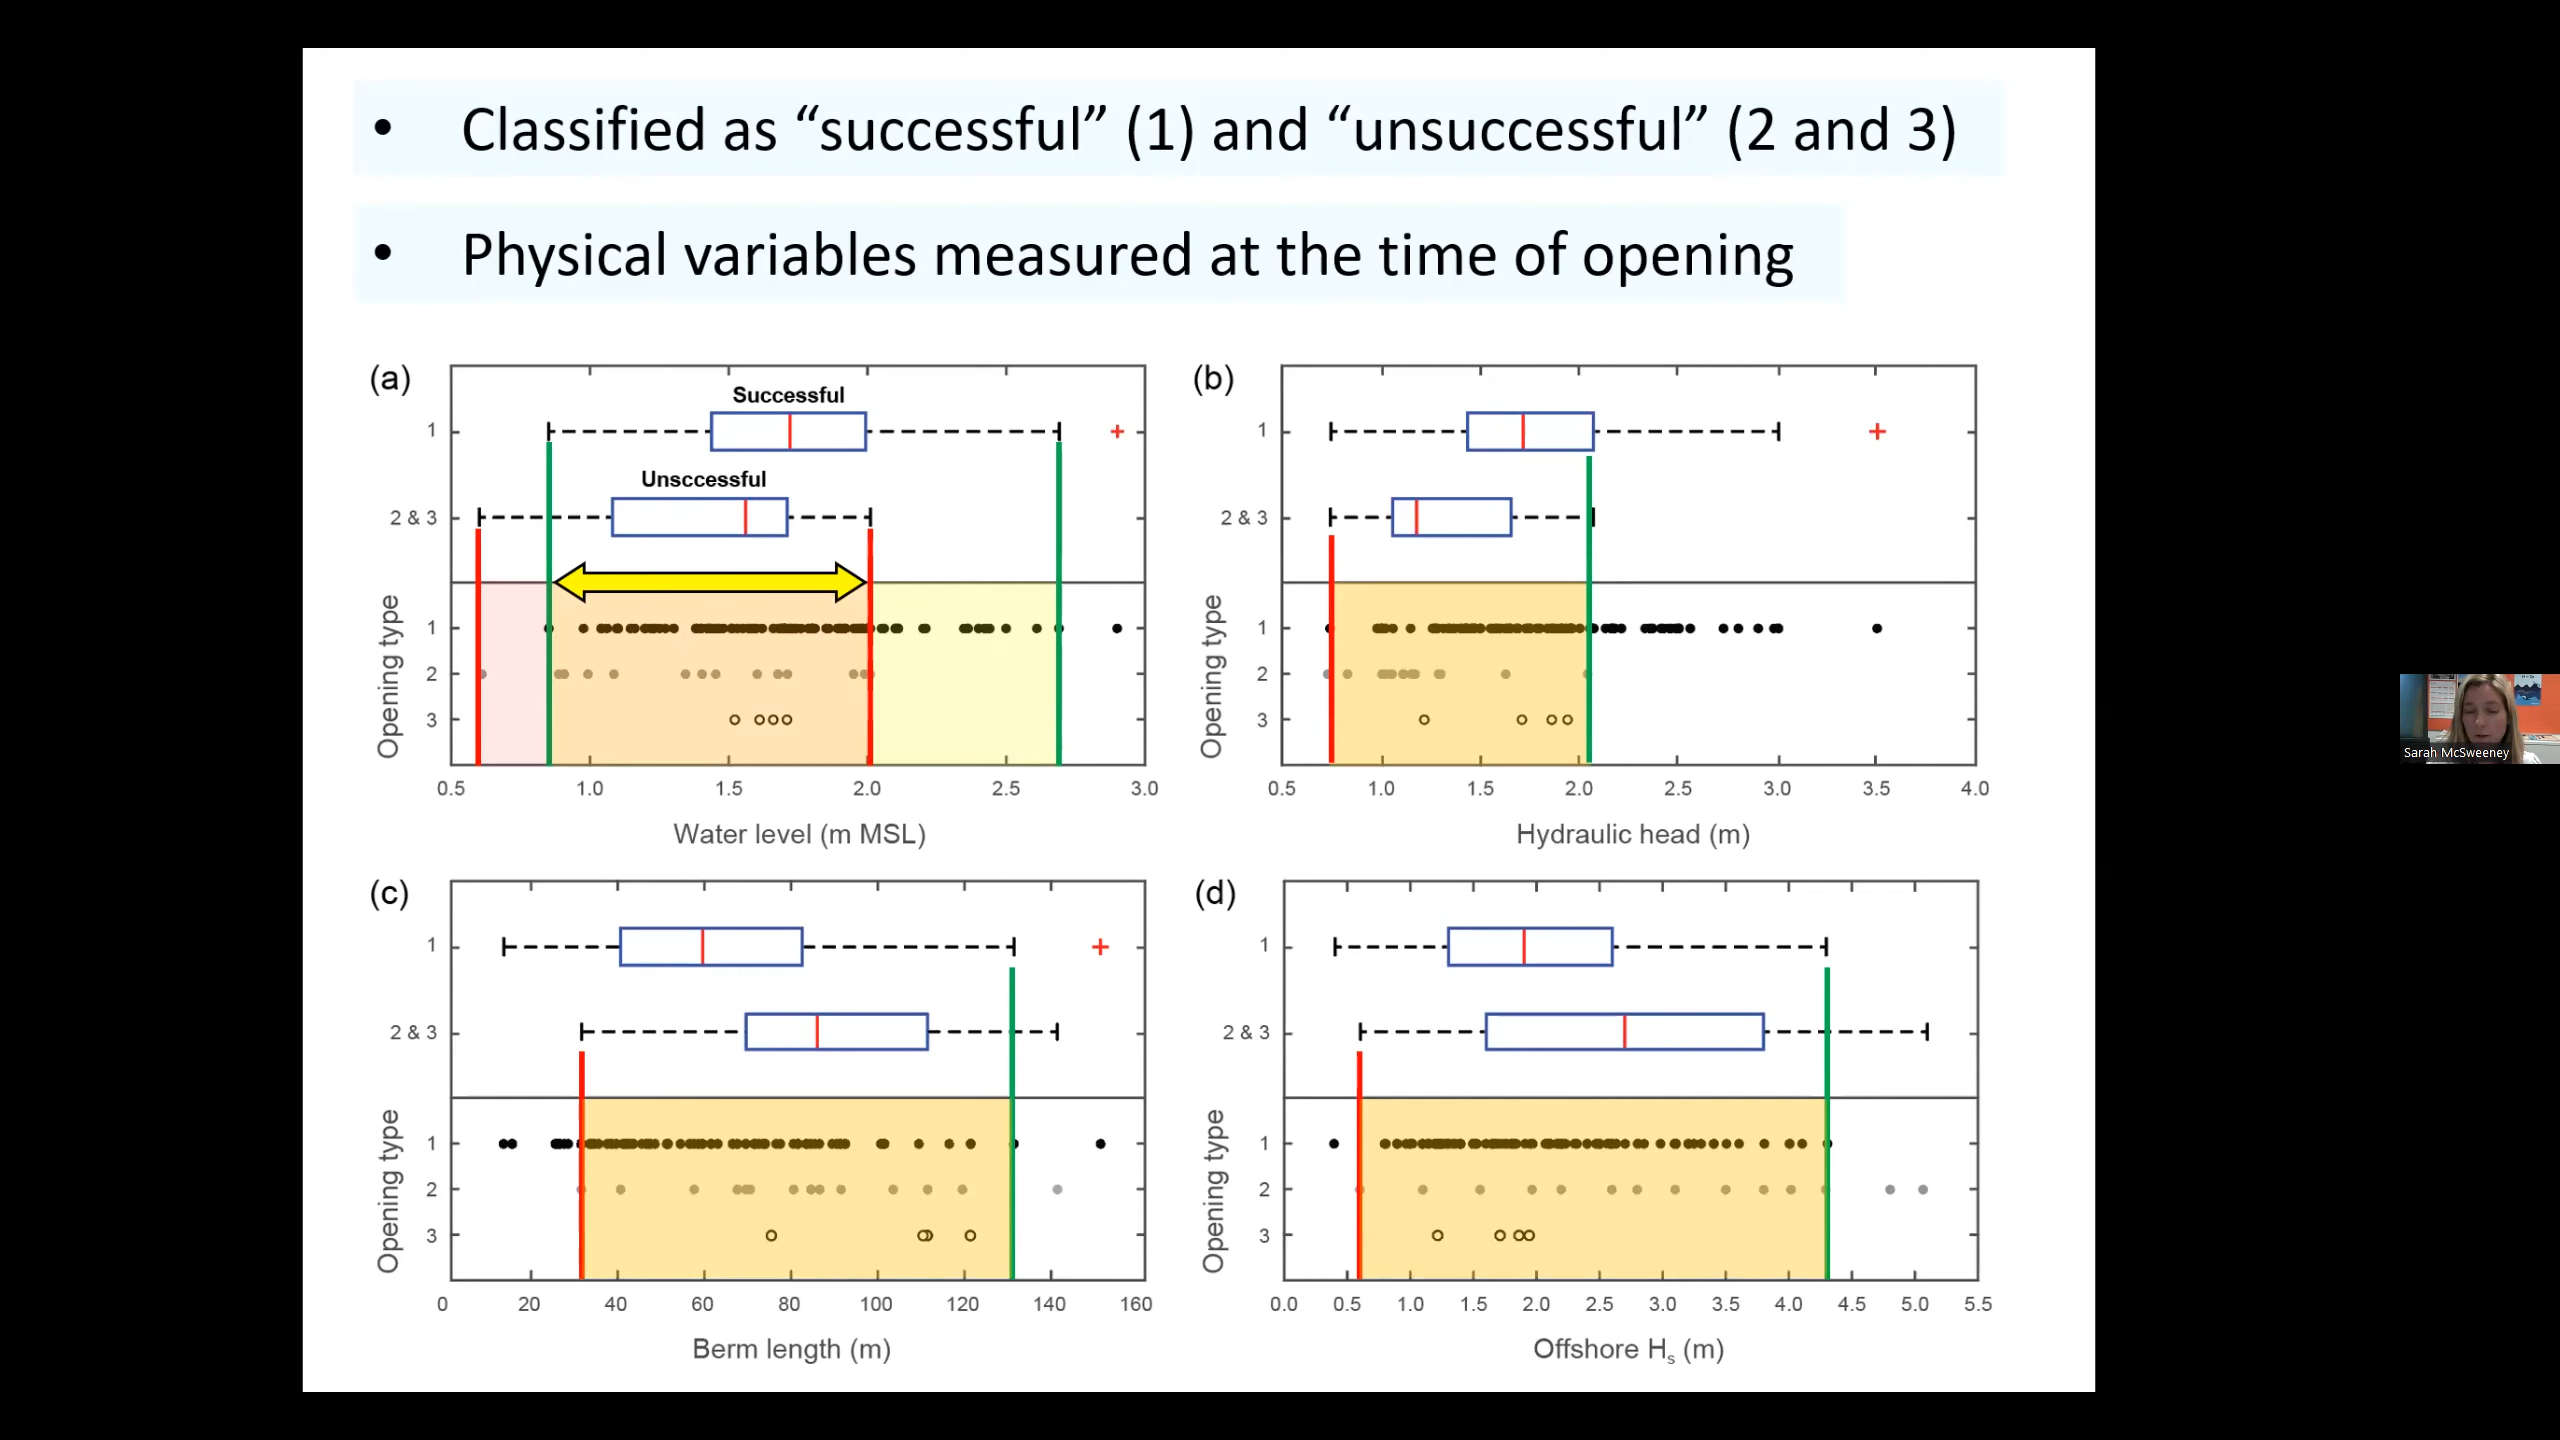 • Classified as “successful” (1) and “unsuccessful” (2 and 3)
• Physical variables measured at the time of opening
(a)
Successful
1
Unsccessful
2 & 3
Opening type
1
2
3
0.5 1.0 1.5 2.0 2.5 3.0
Water level (m MSL)
(b)
1
2 & 3
Opening type
1
2
3
0.5 1.0 1.5 2.0 2.5 3.0 3.5 4.0
Hydraulic head (m)
Sarah McSweeney
(c)
1
2 & 3
Opening type
1
2
3
0 20 40 60 80 100 120 140 160
Berm length (m)
(d)
1
2 & 3
Opening type
1
2
3
0.0 0.5 1.0 1.5 2.0 2.5 3.0 3.5 4.0 4.5 5.0 5.5
Offshore Hs (m)